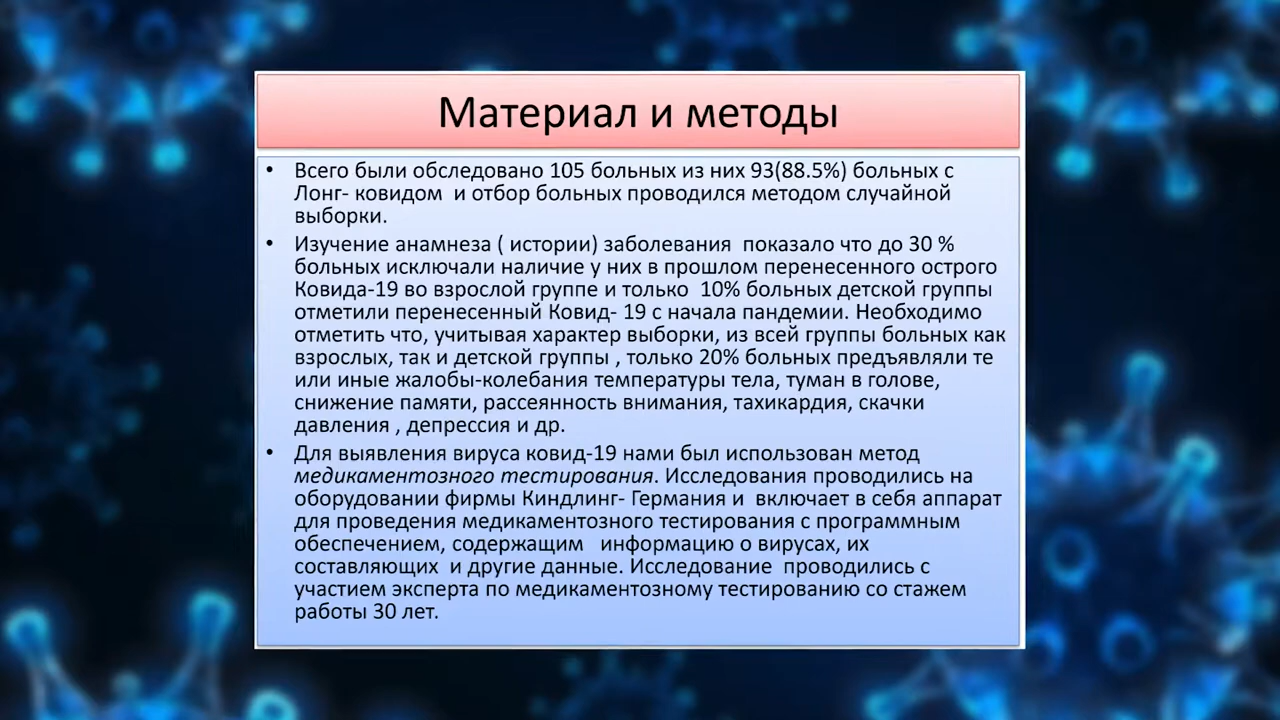 Материал и методы
• Всего были обследовано 105 больных из них 93(88.5%) больных с
Лонг- ковидом и отбор больных проводился методом случайной
выборки.
• Изучение анамнеза ( истории) заболевания показало что до 30 %
больных исключали наличие у них в прошлом перенесенного острого
Ковида-19 во взрослой группе и только 10% больных детской группы
отметили перенесенный Ковид- 19 с начала пандемии. Необходимо
отметить что, учитывая характер выборки, из всей группы больных как
взрослых, так и детской группы , только 20% больных предъявляли те
или иные жалобы-колебания температуры тела, туман в голове,
снижение памяти, рассеянность внимания, тахикардия, скачки
давления , депрессия и др.
• Для выявления вируса ковид-19 нами был использован метод
медикаментозного тестирования. Исследования проводились на
оборудовании фирмы Киндлинг- Германия и включает в себя аппарат
для проведения медикаментозного тестирования с программным
обеспечением, содержащим информацию о вирусах, их
составляющих и другие данные. Исследование проводились с
участием эксперта по медикаментозному тестированию со стажем
работы 30 лет.